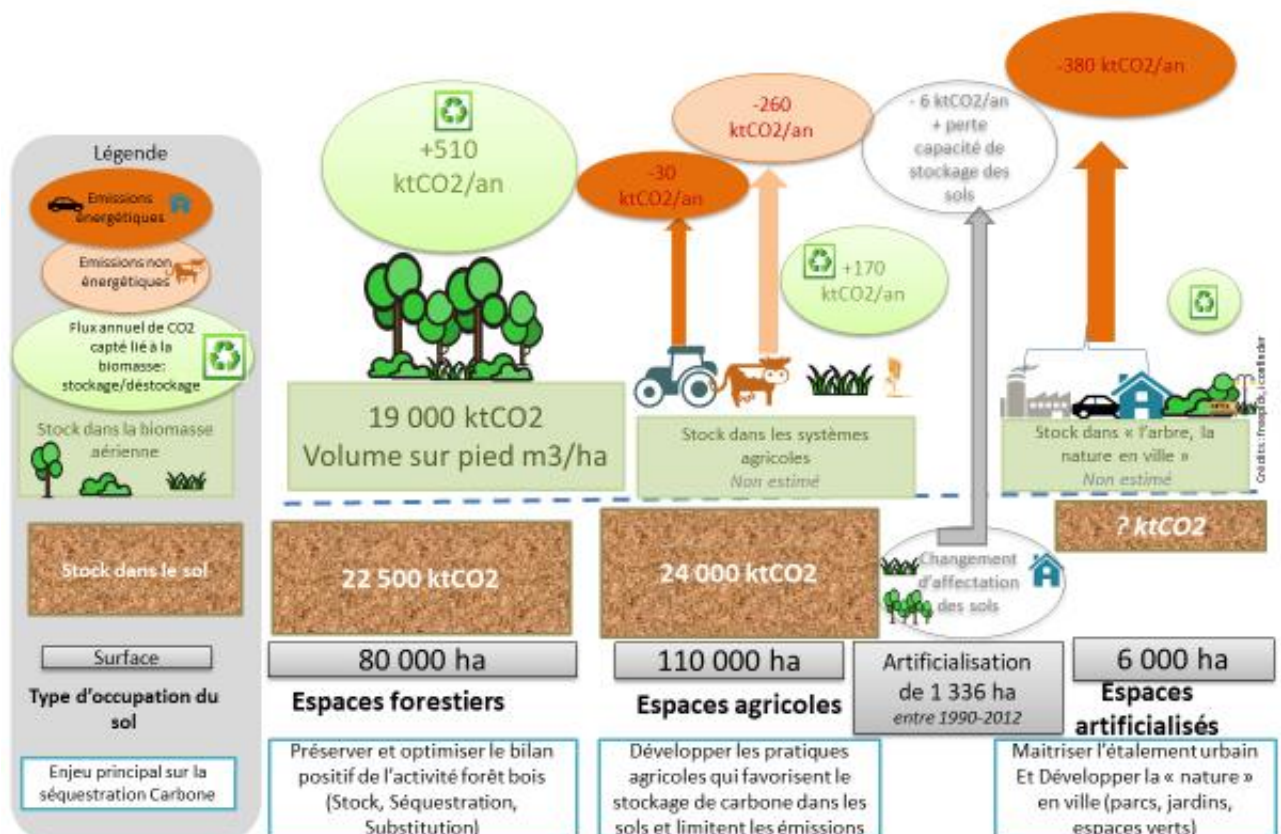 Légende
Emissions
énergétiques
Emissions non
énergétiques
Flux annuel de CO2
capté lié à la
biomasse:
stockage/déstockage
Stock dans la biomasse
aérienne
Stock dans le sol
Surface
Type d'occupation du
sol
Enjeu principal sur la
séquestration Carbone
+510
ktCO2/an
19 000 ktCO2
Volume sur pied m3/ha
22 500 ktCO2
80 000 ha
Espaces forestiers
Préserver et optimiser le bilan
positif de l'activité forêt bois
(Stock, Séquestration,
Substitution)
-30
ktCO2/an
-260
ktCO2/an
+170
ktCO2/an
Stock dans les systèmes
agricoles
Non estimé
24 000 ktCO2
110 000 ha
Espaces agricoles
Développer les pratiques
agricoles qui favorisent le
stockage de carbone dans les
sols et limitent les émissions
- 6 ktCO2/an
+ perte
capacité de
stockage des
sols
Changement
d'affectation
des sols
Artificialisation
de 1 336 ha
entre 1990-2012
-380 ktCO2/an
Stock dans « l'arbre, la
nature en ville »
Non estimé
? ktCO2
6 000 ha
Espaces
artificialisés
Maitriser l'étalement urbain
Et Développer la « nature »
en ville (parcs, jardins,
espaces verts)
Crédits : freepick, iconfinder